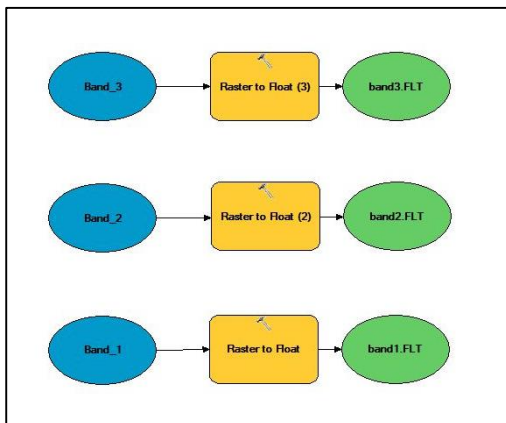 Band_3
Raster to Float (3)
band3.FLT
Band_2
Raster to Float (2)
band2.FLT
Band_1
Raster to Float
band1.FLT